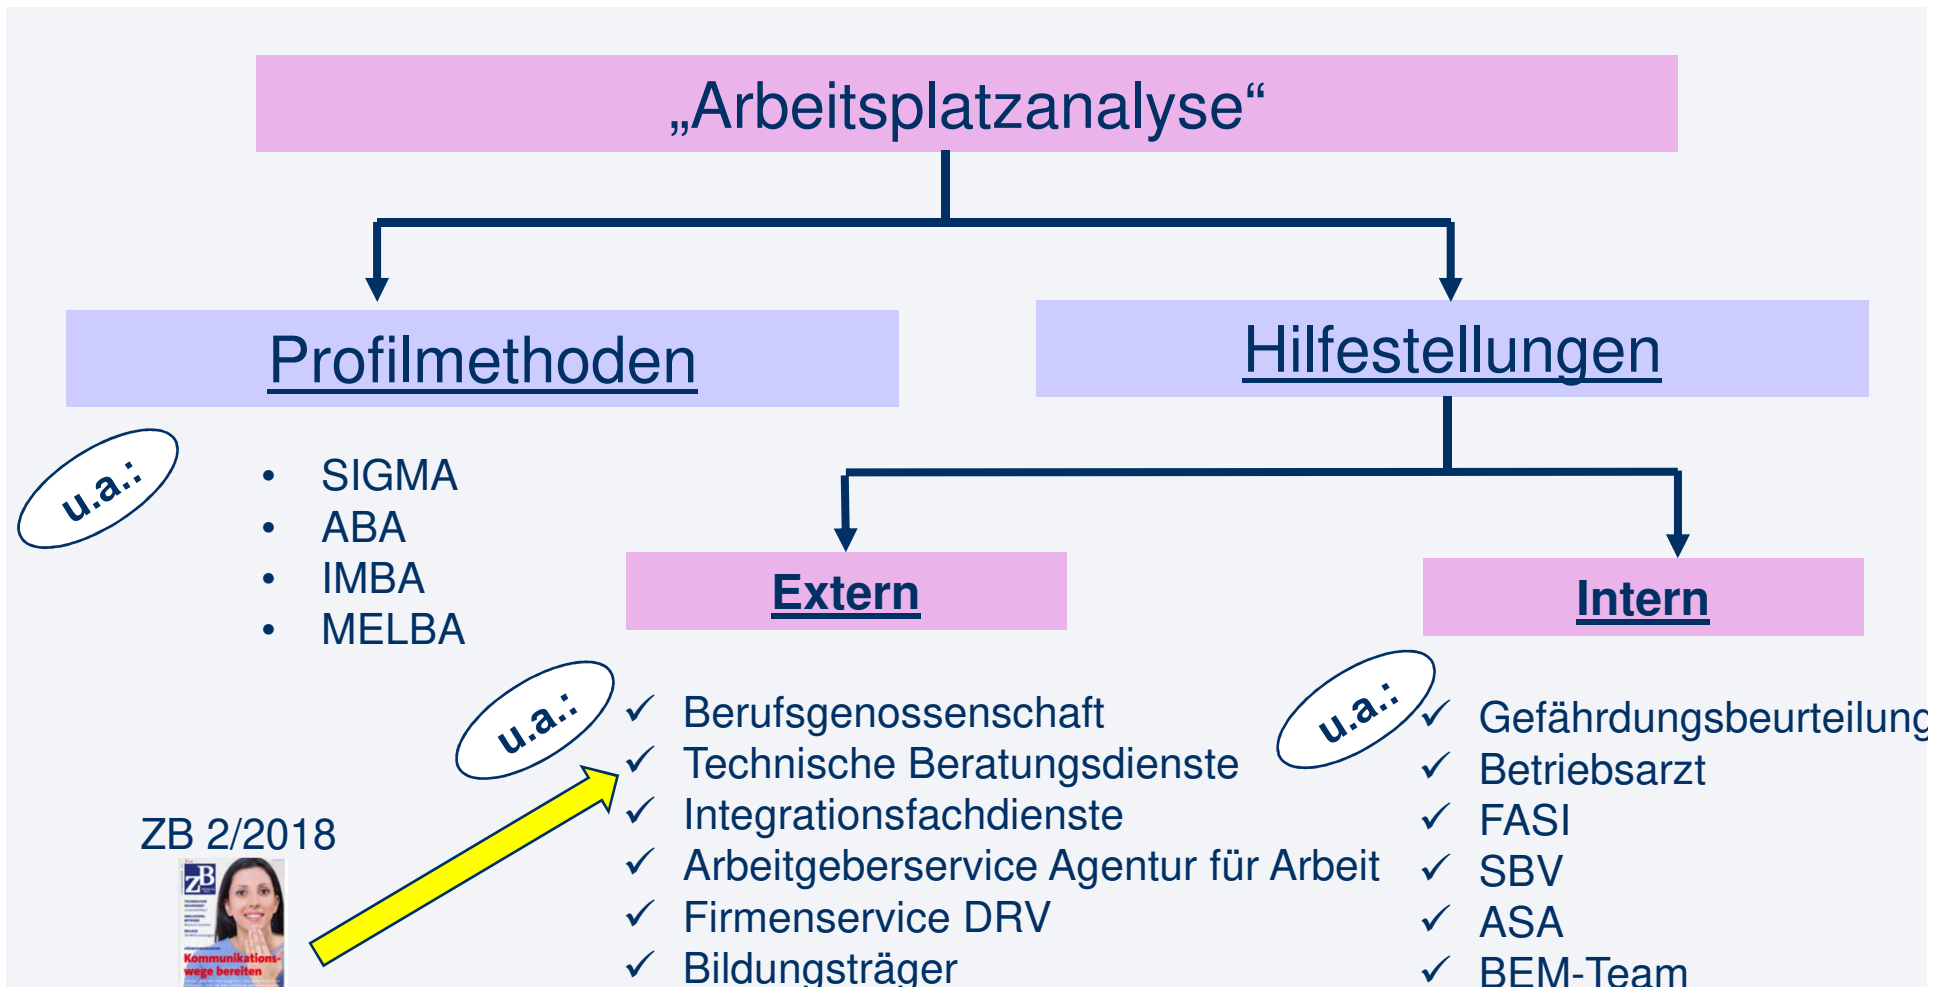 „Arbeitsplatzanalyse“
Profilmethoden
Hilfestellungen
u.a.:
• SIGMA
• ABA
• IMBA
• MELBA
Extern
Intern
u.a.:
✓ Berufsgenossenschaft
✓ Technische Beratungsdienste
✓ Integrationsfachdienste
✓ Arbeitgeberservice Agentur für Arbeit
✓ Firmenservice DRV
✓ Bildungsträger
u.a.:
✓ Gefährdungsbeurteilung
✓ Betriebsarzt
✓ FASI
✓ SBV
✓ ASA
✓ BEM-Team
ZB 2/2018
ZB
Kommunikations-
wege bereiten